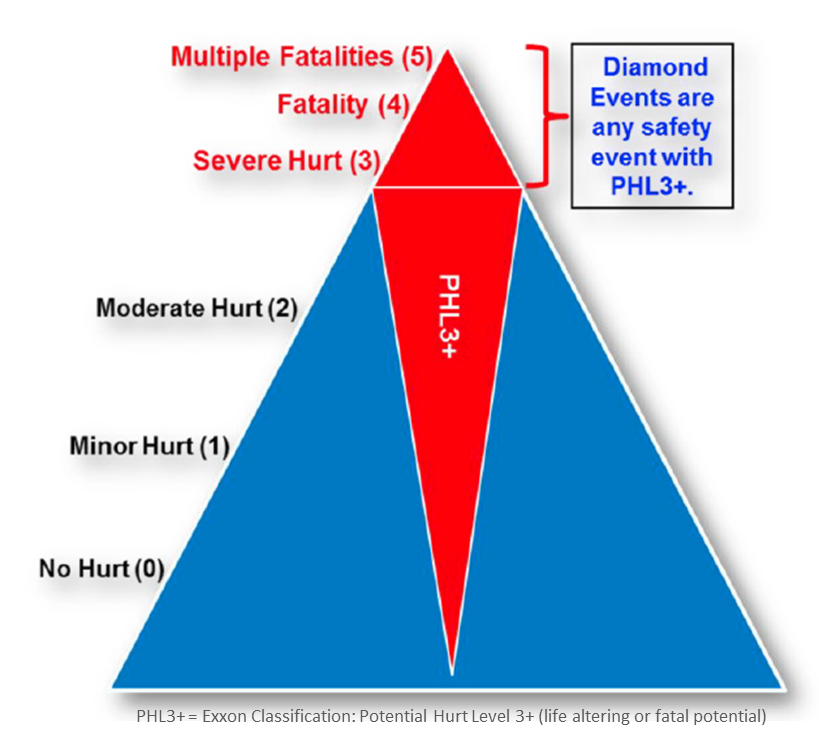 Multiple Fatalities (5)
Fatality (4)
Severe Hurt (3)
Moderate Hurt (2)
Minor Hurt (1)
No Hurt (0)
PHL3+
Diamond
Events are
any safety
event with
PHL3+.
PHL3+ = Exxon Classification: Potential Hurt Level 3+ (life altering or fatal potential)